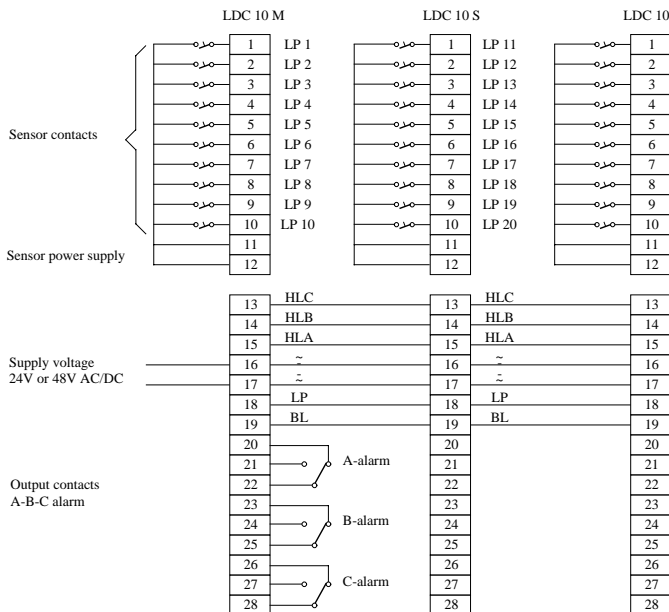 LDC 10 M LDC 10 S LDC 10
1 LP 1 1 LP 11 1
2 LP 2 2 LP 12 2
3 LP 3 3 LP 13 3
4 LP 4 4 LP 14 4
Sensor contacts 5 LP 5 5 LP 15 5
6 LP 6 6 LP 16 6
7 LP 7 7 LP 17 7
8 LP 8 8 LP 18 8
9 LP 9 9 LP 19 9
10 LP 10 10 LP 20 10
Sensor power supply 11 11 11
12 12 12
13 HLC 13 HLC 13
14 HLB 14 HLB 14
15 HLA 15 HLA 15
Supply voltage 16 ~ 16 ~ 16
24V or 48V AC/DC 17 ~ 17 ~ 17
18 LP 18 LP 18
19 BL 19 BL 19
20 20 20
21 A-alarm 21 21
Output contacts 22 22 22
A-B-C alarm 23 23 23
24 B-alarm 24 24
25 25 25
26 26 26
27 C-alarm 27 27
28 28 28